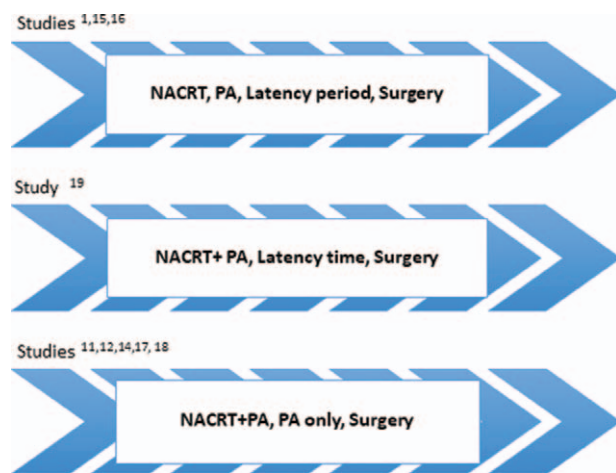 Studies 1,15,16
NACRT, PA, Latency period, Surgery
Study 19
NACRT+ PA, Latency time, Surgery
Studies 11,12,14,17, 18
NACRT+PA, PA only, Surgery